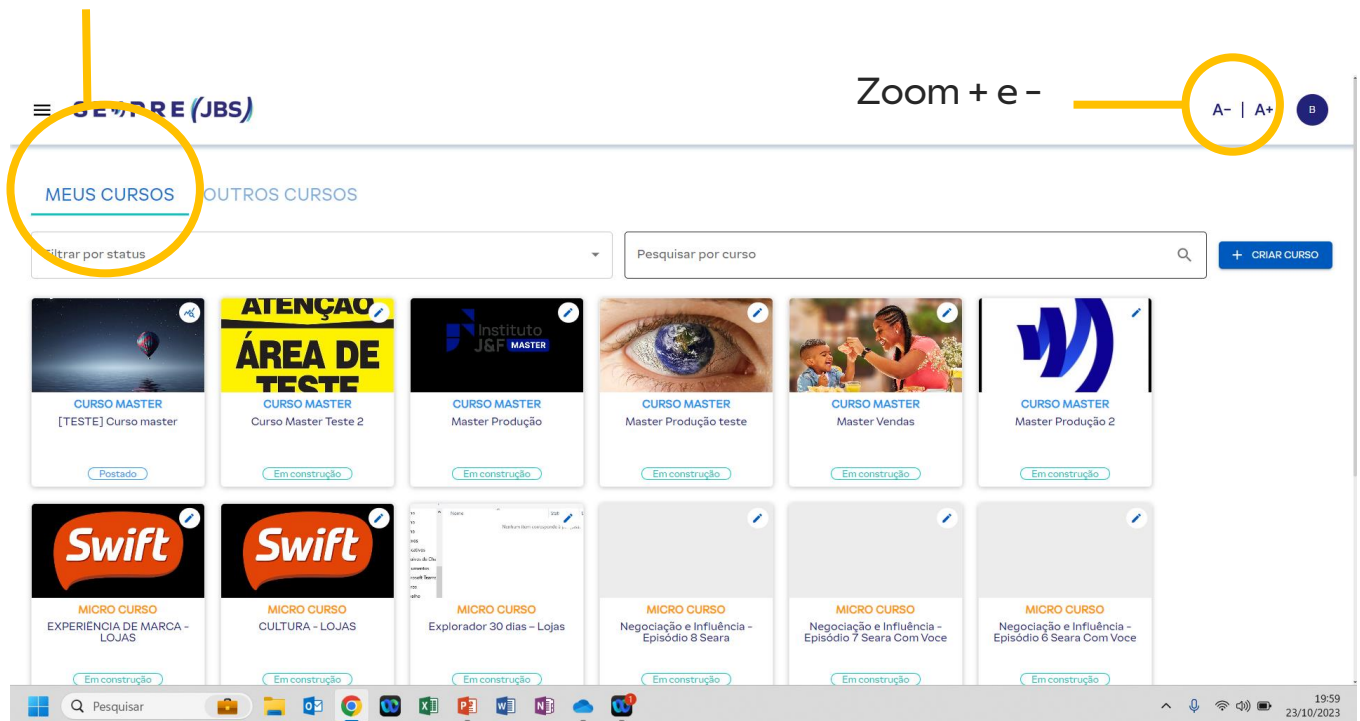 Zoom + e -
SEMPRE (JBS)
A- | A+
B
MEUS CURSOS
OUTROS CURSOS
Filtrar por status
Pesquisar por curso
+ CRIAR CURSO
ATENÇÃO
ÁREA DE
TESTE
Instituto
J&F MASTER
CURSO MASTER
[TESTE] Curso master
Postado
CURSO MASTER
Curso Master Teste 2
Em construção
CURSO MASTER
Master Produção
Em construção
CURSO MASTER
Master Produção teste
Em construção
CURSO MASTER
Master Vendas
Em construção
CURSO MASTER
Master Produção 2
Em construção
Swift
MICRO CURSO
EXPERIÊNCIA DE MARCA -
LOJAS
Em construção
Swift
MICRO CURSO
CULTURA - LOJAS
Em construção
MICRO CURSO
Explorador 30 dias – Lojas
Em construção
MICRO CURSO
Negociação e Influência -
Episódio 8 Seara
Em construção
MICRO CURSO
Negociação e Influência -
Episódio 7 Seara Com Voce
Em construção
MICRO CURSO
Negociação e Influência -
Episódio 6 Seara Com Voce
Em construção
Pesquisar
19:59
23/10/2023